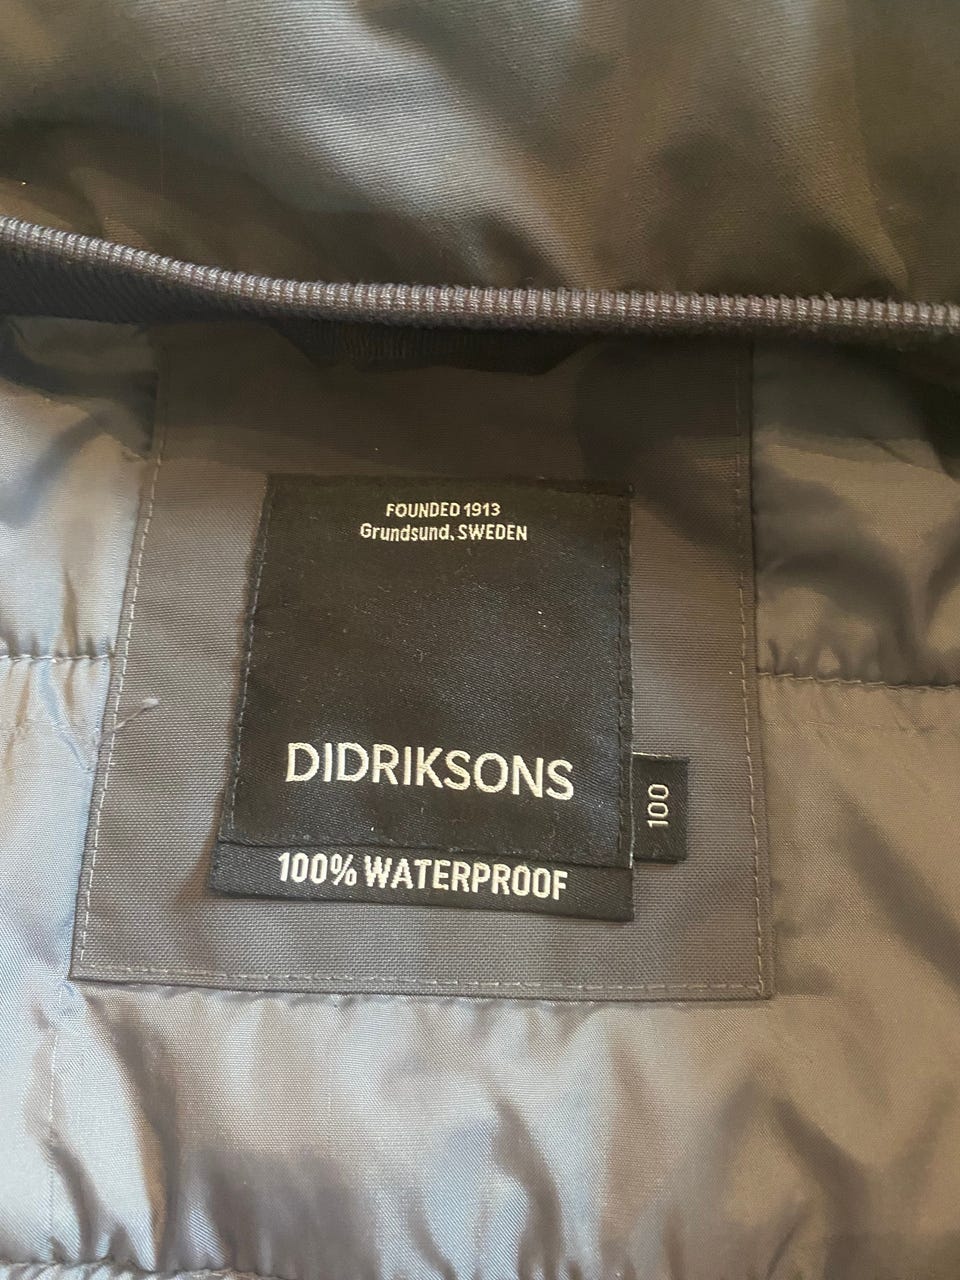 FOUNDED 1913
Grundsund, SWEDEN
DIDRIKSONS
100
100% WATERPROOF